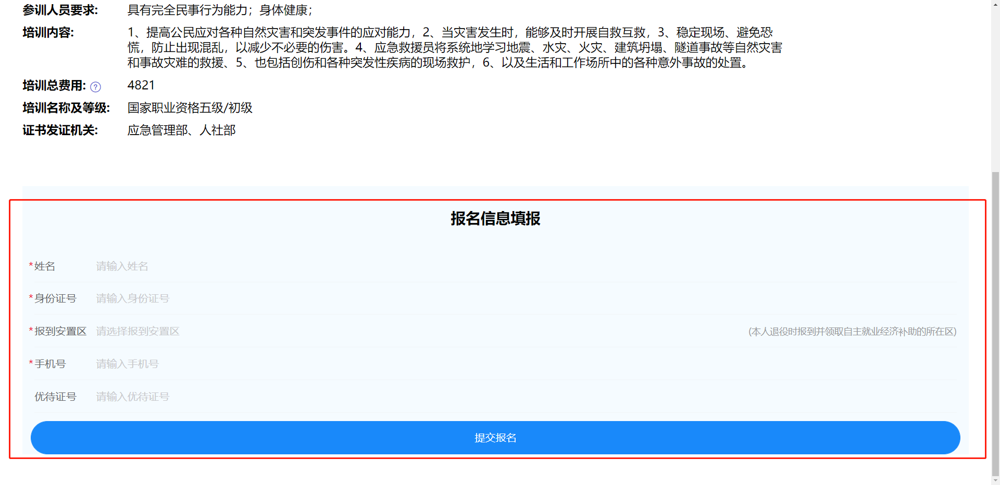 参训人员要求: 具有完全民事行为能力；身体健康；
培训内容: 1、提高公民应对各种自然灾害和突发事件的应对能力，2、当灾害发生时，能够及时开展自救互救，3、稳定现场、避免恐
慌，防止出现混乱，以减少不必要的伤害。4、应急救援员将系统地学习地震、水灾、火灾、建筑坍塌、隧道事故等自然灾害
和事故灾难的救援、5、也包括创伤和各种突发性疾病的现场救护，6、以及生活和工作场所中的各种意外事故的处置。
培训总费用: ? 4821
培训名称及等级: 国家职业资格五级/初级
证书发证机关: 应急管理部、人社部
报名信息填报
*姓名 请输入姓名
*身份证号 请输入身份证号
*报到安置区 请选择报到安置区 (本人退役时报到并领取自主就业经济补助的所在区)
*手机号 请输入手机号
优待证号 请输入优待证号
提交报名